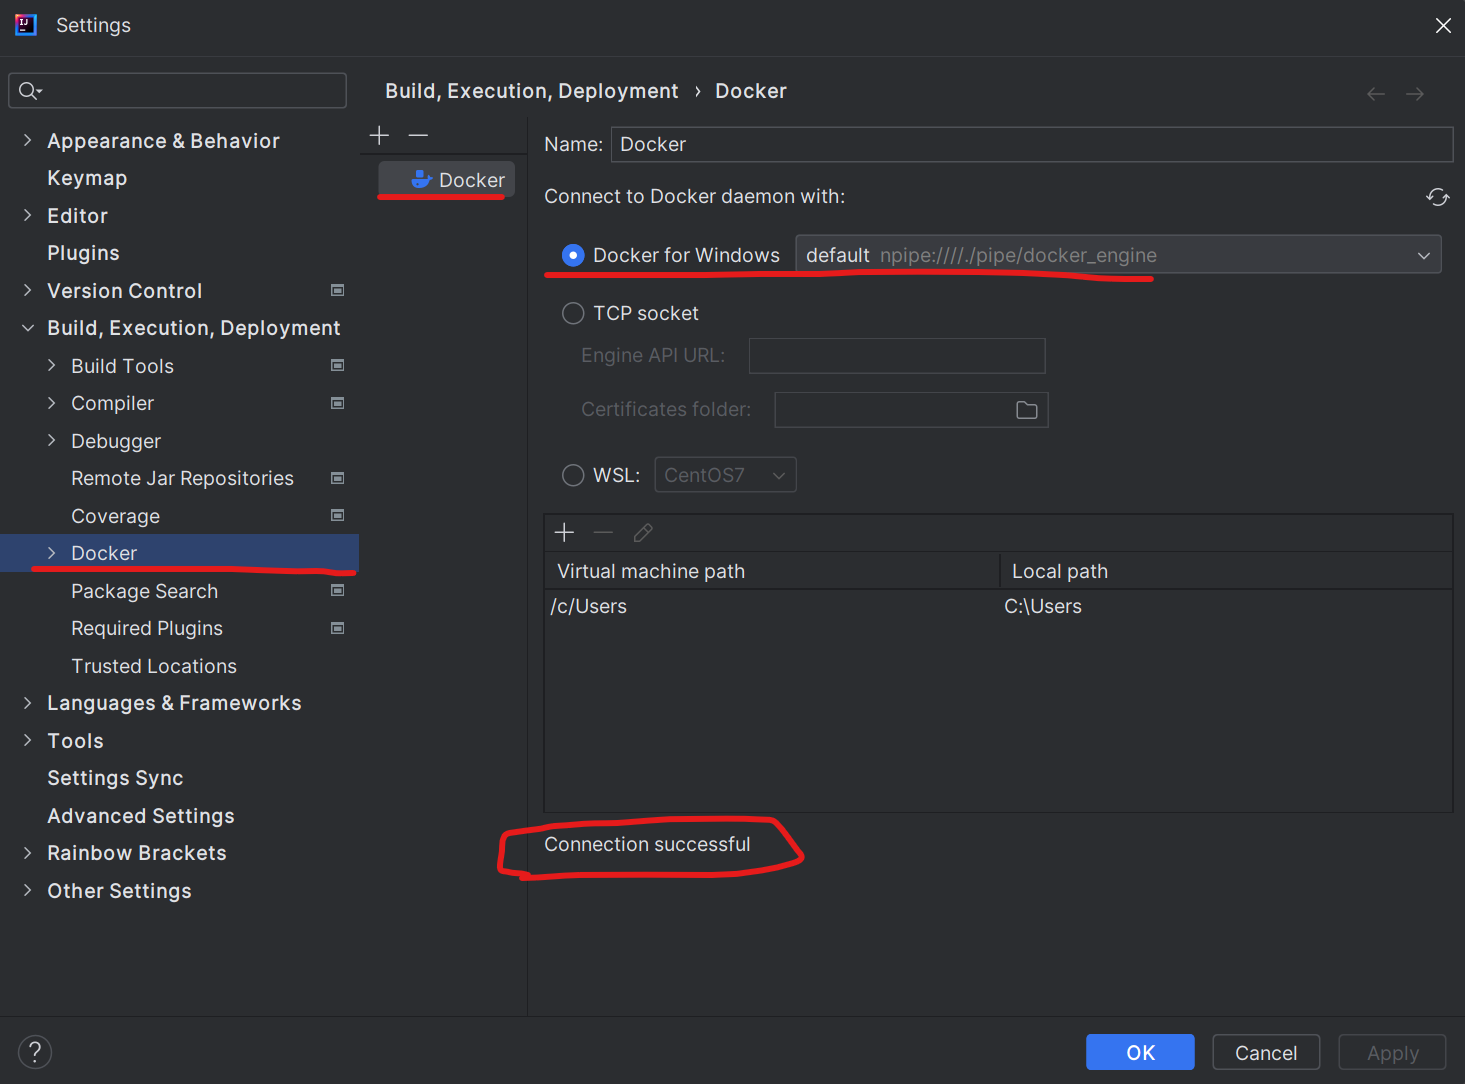 Settings
Build, Execution, Deployment › Docker
Appearance & Behavior
Keymap
Editor
Plugins
Version Control
Build, Execution, Deployment
Build Tools
Compiler
Debugger
Remote Jar Repositories
Coverage
Docker
Package Search
Required Plugins
Trusted Locations
Languages & Frameworks
Tools
Settings Sync
Advanced Settings
Rainbow Brackets
Other Settings
Docker
Name: Docker
Connect to Docker daemon with:
Docker for Windows default npipe:////./pipe/docker_engine
TCP socket
Engine API URL:
Certificates folder:
WSL: CentOS7
Virtual machine path Local path
/c/Users C:\Users
Connection successful
? OK Cancel Apply